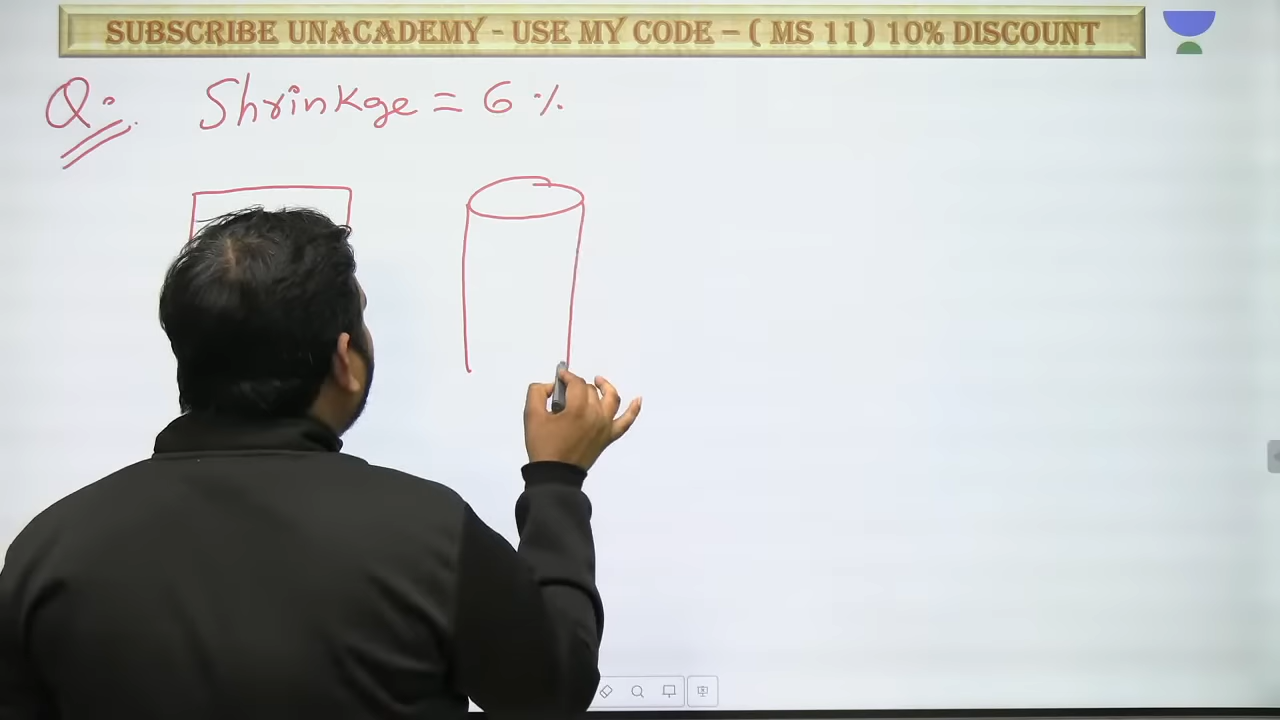 SUBSCRIBE UNACADEMY - USE MY CODE – ( MS 11) 10% DISCOUNT
Q:. Shrinkge = 6 %